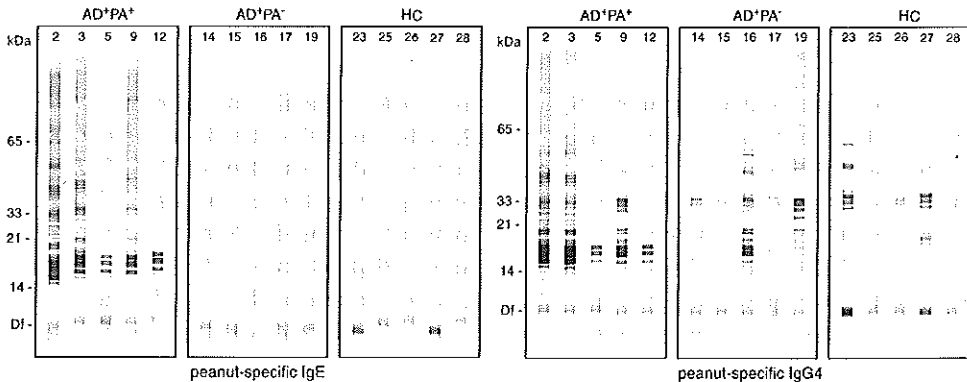 AD⁺PA⁺ AD⁺PA⁻ HC AD⁺PA⁺ AD⁺PA⁻ HC
kDa 2 3 5 9 12 14 15 16 17 19 23 25 26 27 28 kDa 2 3 5 9 12 14 15 16 17 19 23 25 26 27 28
65 - 65 -
33 - 33 -
21 - 21 -
14 - 14 -
Df - Df -
peanut-specific IgE peanut-specific IgG4